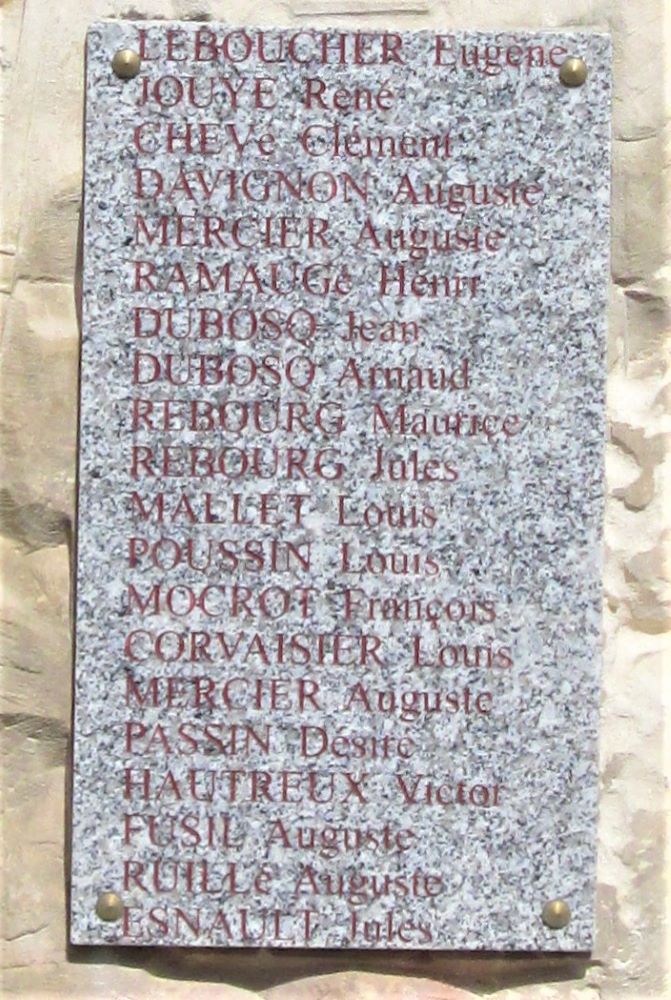 LEBOUCHER Eugène
JOUYE René
CHEVé Clément
DAVIGNON Auguste
MERCIER Auguste
RAMAUGé Henri
DUBOSQ Jean
DUBOSQ Arnaud
REBOURG Maurice
REBOURG Jules
MALLET Louis
POUSSIN Louis
MOCROT François
CORVAISIER Louis
MERCIER Auguste
PASSIN Désiré
HAUTREUX Victor
FUSIL Auguste
RUILLé Auguste
ESNAULT Jules